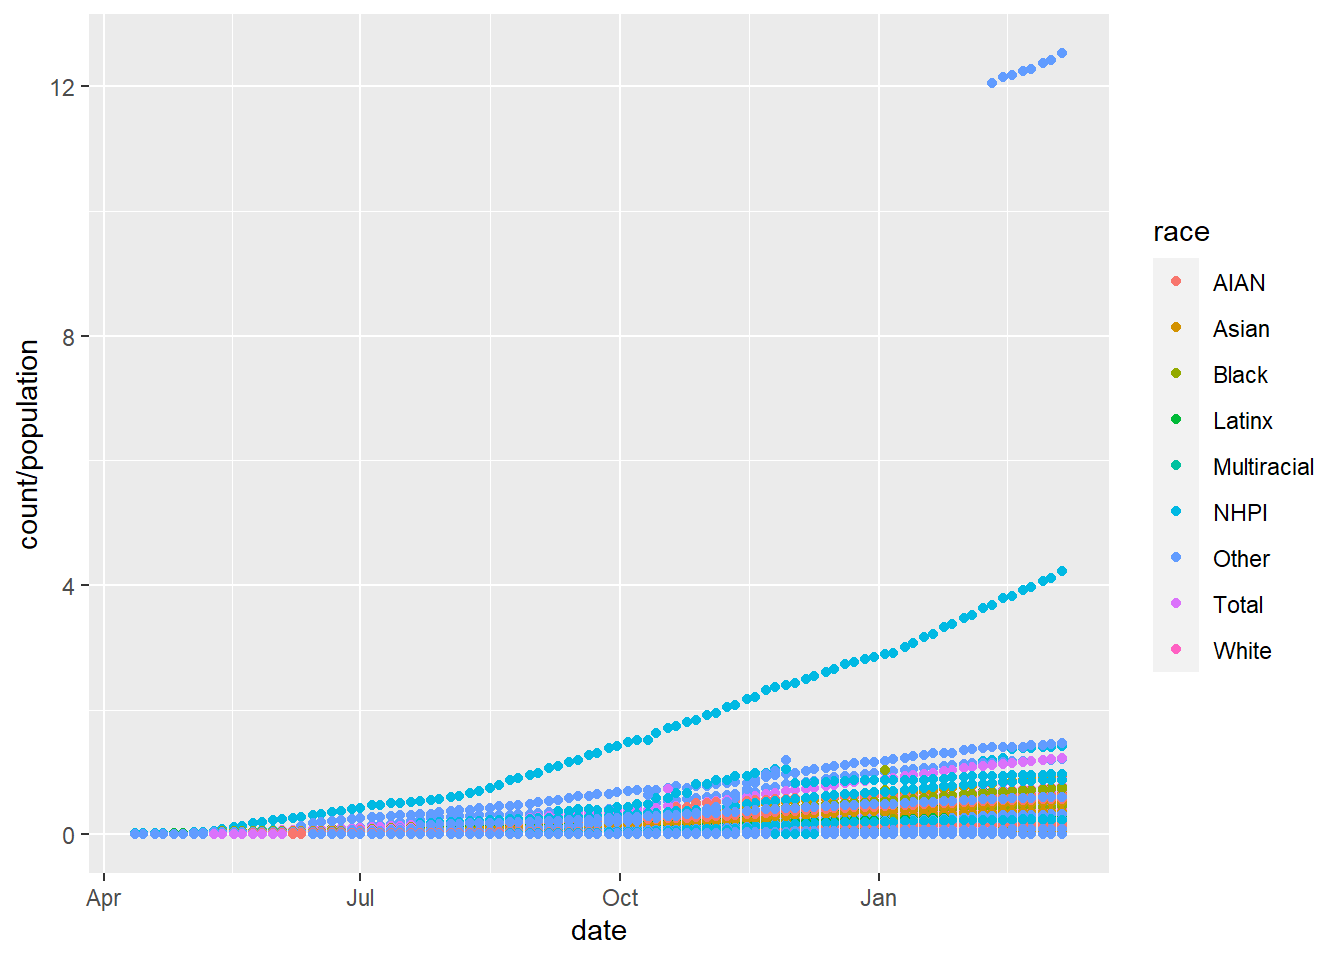 12
8
4
0
count/population
Apr
Jul
Oct
Jan
date
race
AIAN
Asian
Black
Latinx
Multiracial
NHPI
Other
Total
White